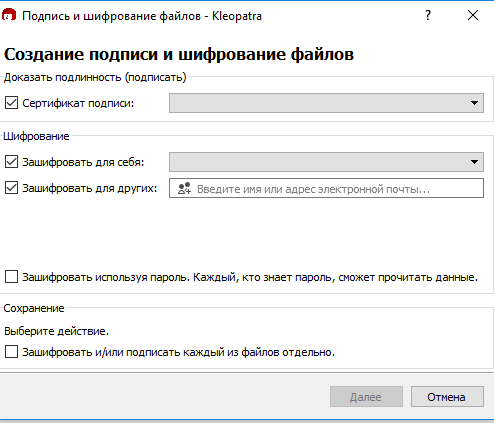 Подпись и шифрование файлов - Kleopatra
Создание подписи и шифрование файлов
Доказать подлинность (подписать)
Сертификат подписи:
Шифрование
Зашифровать для себя:
Зашифровать для других: Введите имя или адрес электронной почты...
Зашифровать используя пароль. Каждый, кто знает пароль, сможет прочитать данные.
Сохранение
Выберите действие.
Зашифровать и/или подписать каждый из файлов отдельно.
Далее Отмена